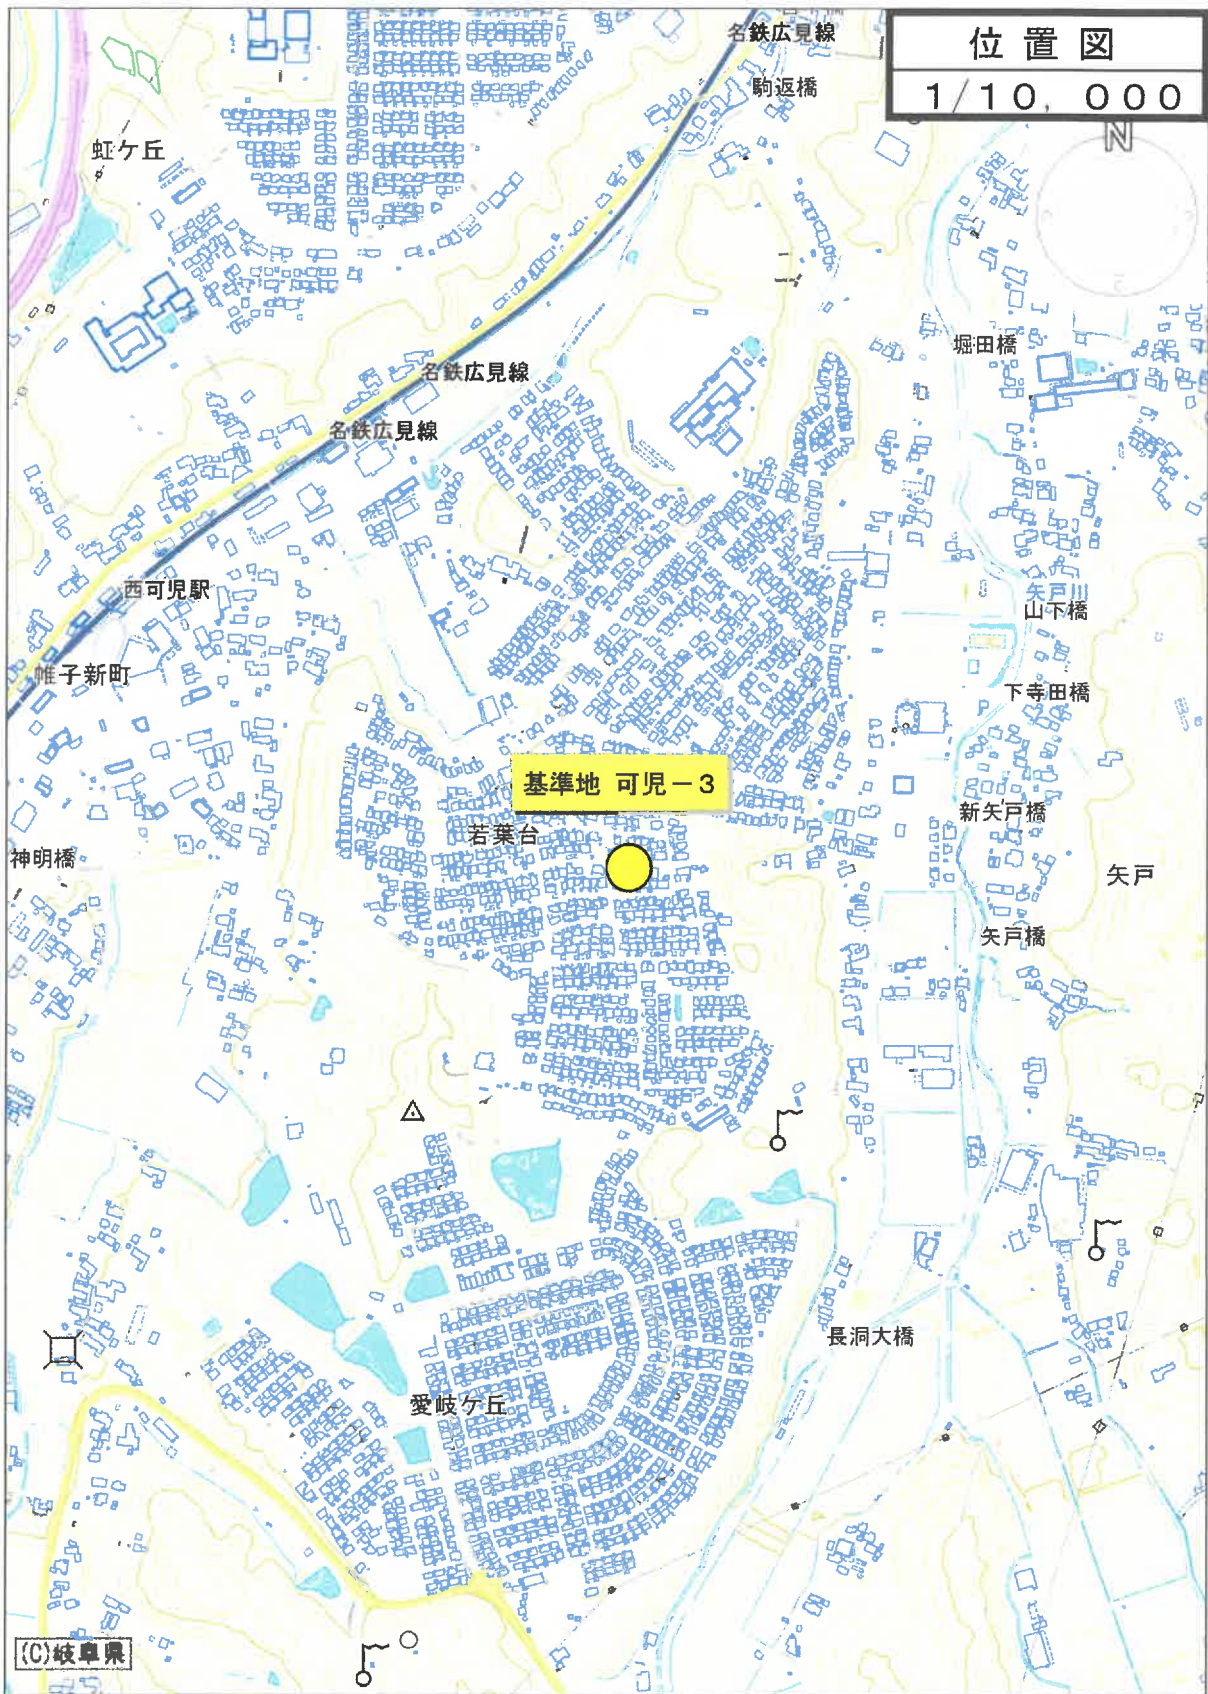 位置図
1/10,000
N
名鉄広見線
駒返橋
虹ケ丘
堀田橋
名鉄広見線
名鉄広見線
西可児駅
矢戸川
山下橋
帷子新町
下寺田橋
基準地 可児－3
新矢戸橋
若葉台
神明橋
矢戸
矢戸橋
長洞大橋
愛岐ケ丘
(C)岐阜県